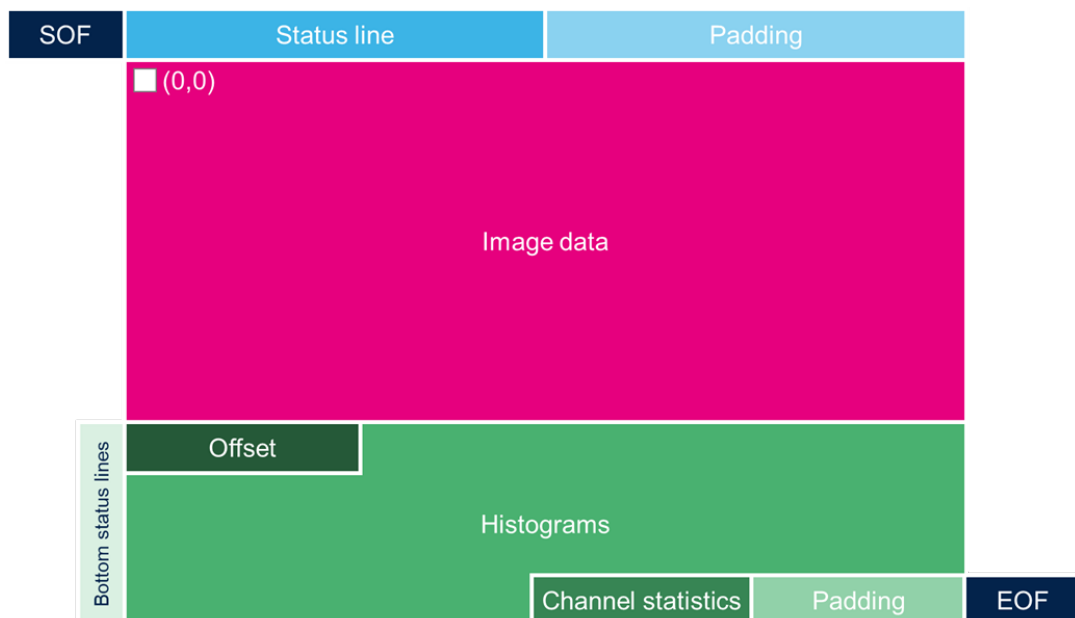 SOF
Status line
Padding
(0,0)
Image data
Bottom status lines
Offset
Histograms
Channel statistics
Padding
EOF